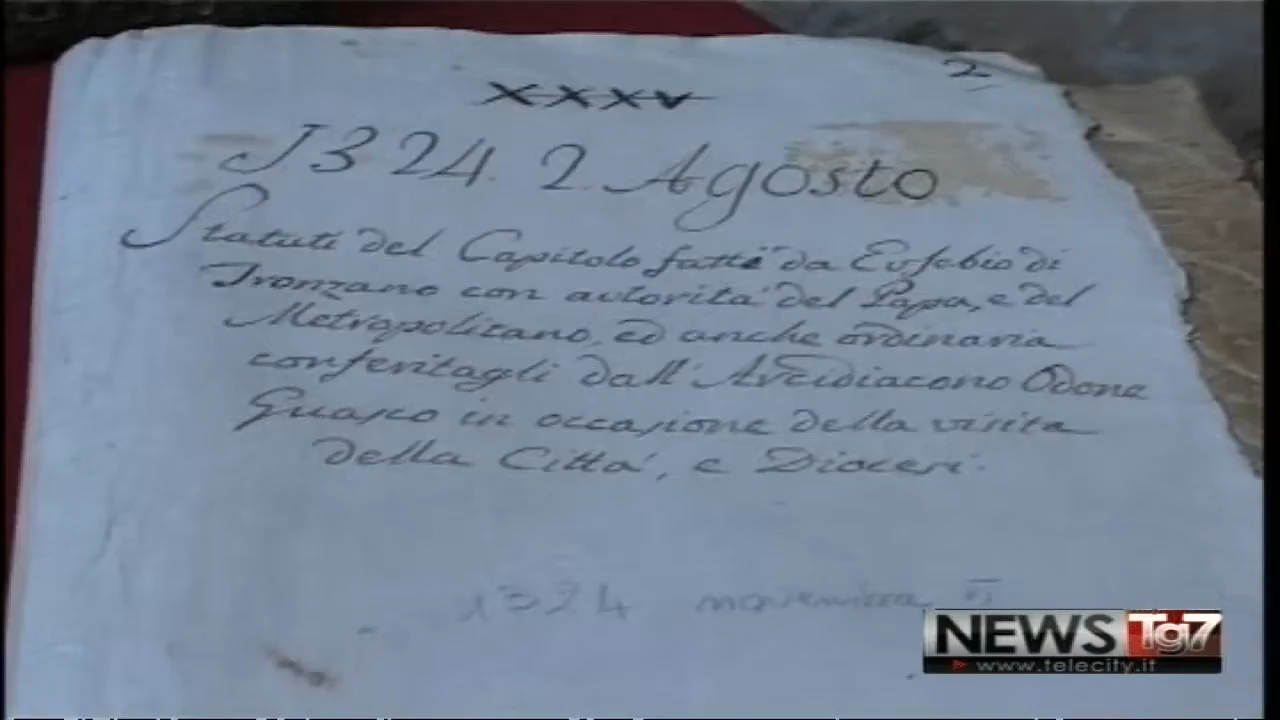 XXXV
2
1324. 2. Agosto
Statuti del Capitolo fatti da Eusebio di
Tronzano con autorità del Papa, e del
Metropolitano, ed anche ordinaria
conferitagli dall' Arcidiacono Odone
Guasco in occasione della visita
della Città, e Diocesi.
1324 novembre
NEWS Tg7
www.telecity.it